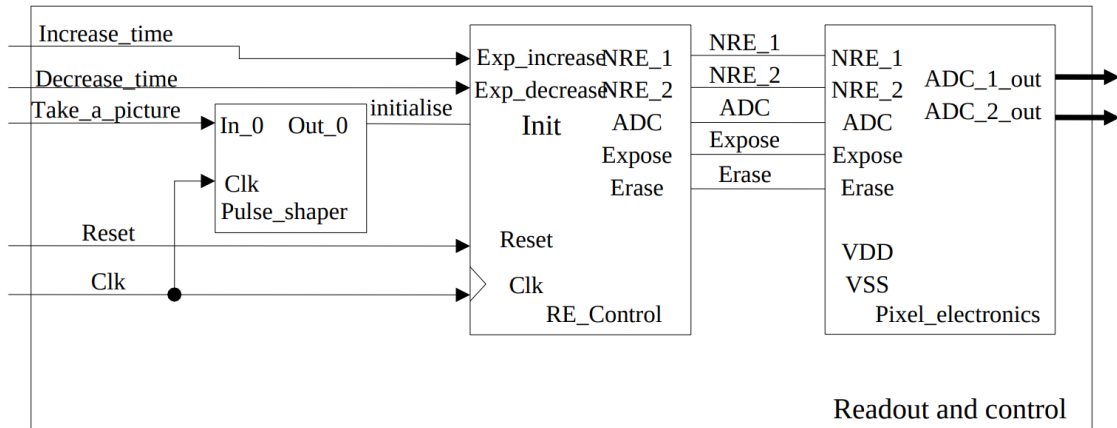 Increase_time
Decrease_time
Take_a_picture
In_0 Out_0
Clk
Pulse_shaper
initialise
Reset
Clk
Exp_increase NRE_1
Exp_decrease NRE_2
Init
ADC
Expose
Erase
Reset
Clk
RE_Control
NRE_1
NRE_2
ADC
Expose
Erase
NRE_1
NRE_2
ADC
Expose
Erase
VDD
VSS
Pixel_electronics
ADC_1_out
ADC_2_out
Readout and control